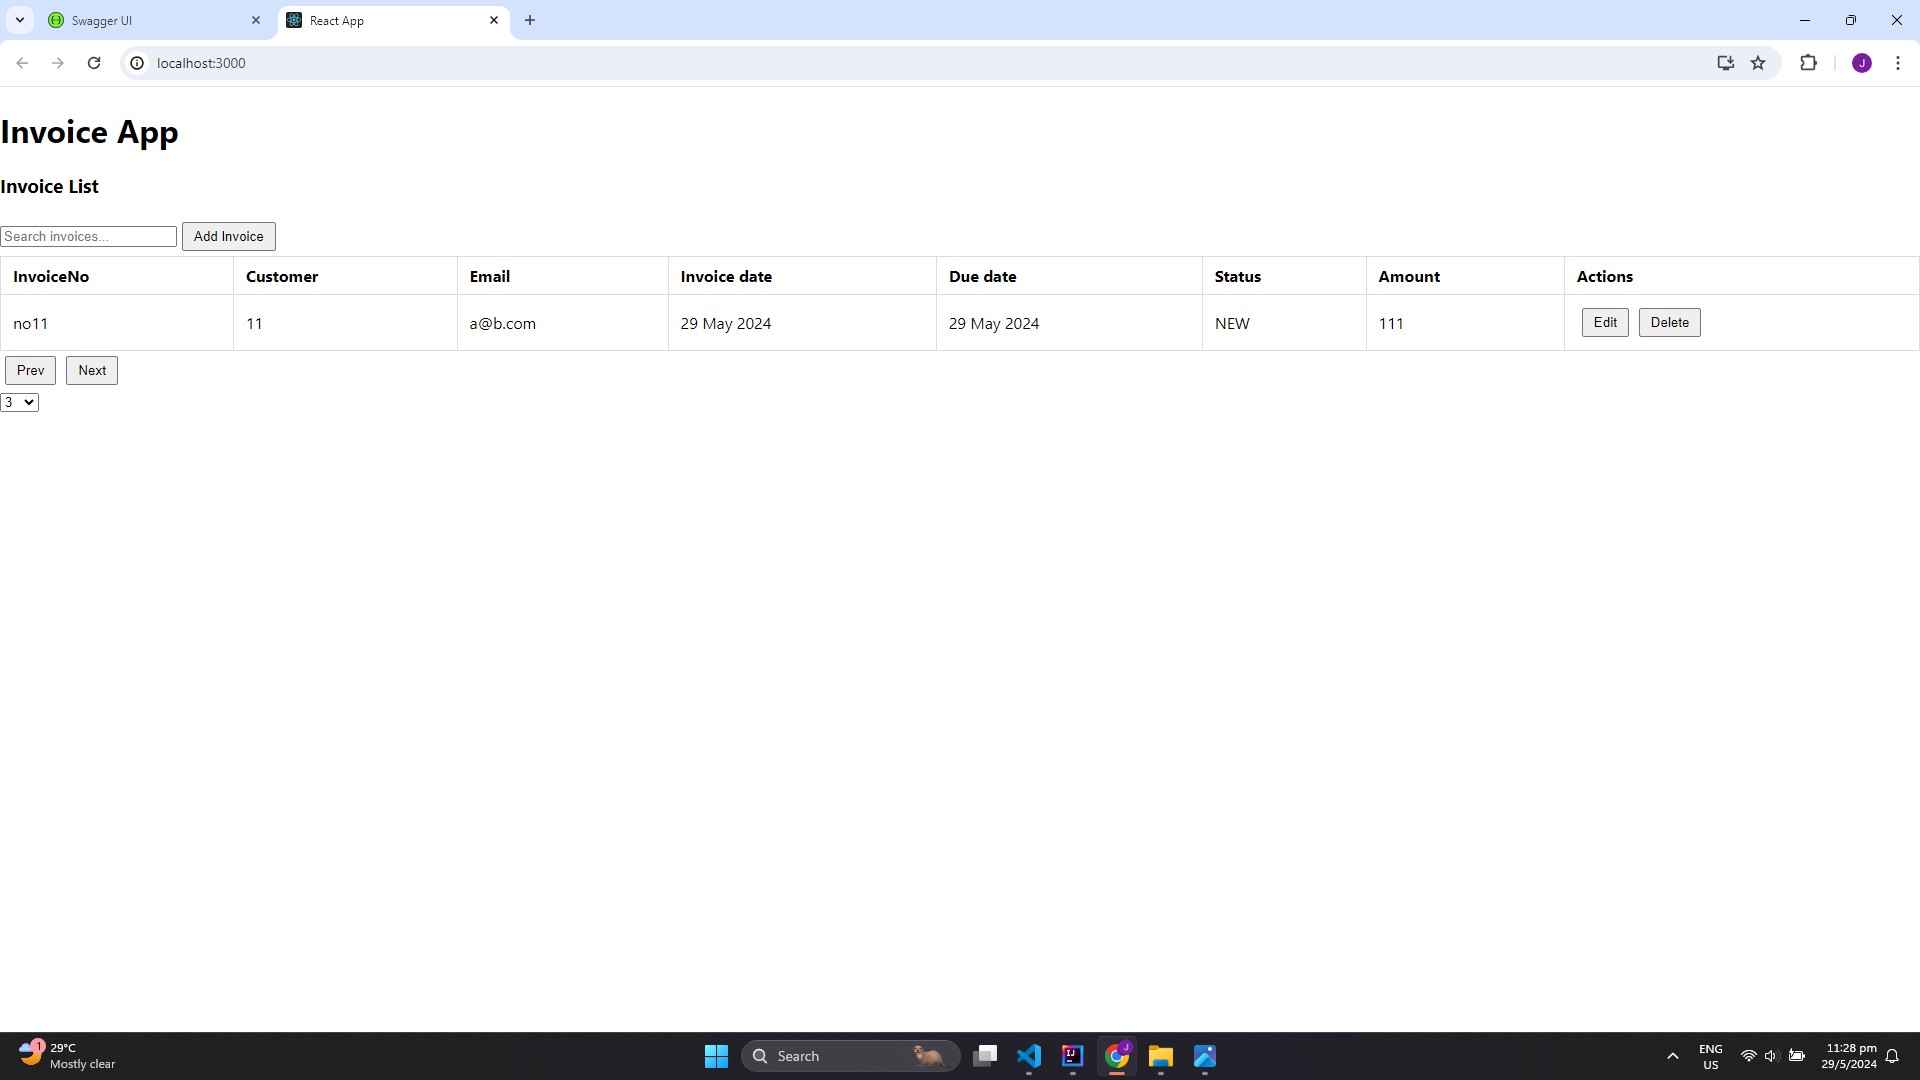 Swagger UI
React App
localhost:3000
J
Invoice App
Invoice List
Search invoices... Add Invoice
InvoiceNo Customer Email Invoice date Due date Status Amount Actions
no11 11 a@b.com 29 May 2024 29 May 2024 NEW 111 Edit Delete
Prev Next
3
1
29°C
Mostly clear
Search
IJ
J
ENG
US
11:28 pm
29/5/2024